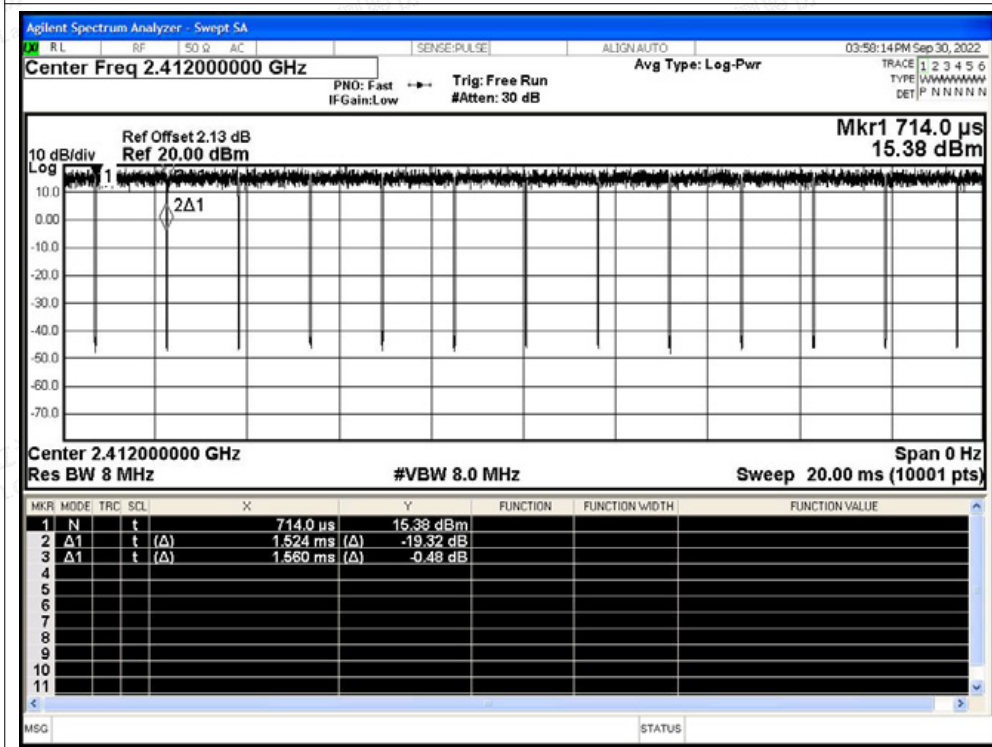 Agilent Spectrum Analyzer - Swept SA
LXI RL RF 50 Ω AC SENSE:PULSE ALIGN AUTO 03:58:14 PM Sep 30, 2022
Center Freq 2.412000000 GHz
PNO: Fast
IFGain:Low
Trig: Free Run
#Atten: 30 dB
Avg Type: Log-Pwr
TRACE 1 2 3 4 5 6
TYPE WWWWWWW
DET P N N N N N
Ref Offset 2.13 dB
10 dB/div Ref 20.00 dBm
Log
Mkr1 714.0 µs
15.38 dBm
1
10.0
2Δ1
0.00
-10.0
-20.0
-30.0
-40.0
-50.0
-60.0
-70.0
Center 2.412000000 GHz Span 0 Hz
Res BW 8 MHz #VBW 8.0 MHz Sweep 20.00 ms (10001 pts)
MKR MODE TRC SCL X Y FUNCTION FUNCTION WIDTH FUNCTION VALUE
1 N t 714.0 µs 15.38 dBm
2 Δ1 t (Δ) 1.524 ms (Δ) -19.32 dB
3 Δ1 t (Δ) 1.560 ms (Δ) -0.48 dB
4
5
6
7
8
9
10
11
MSG STATUS